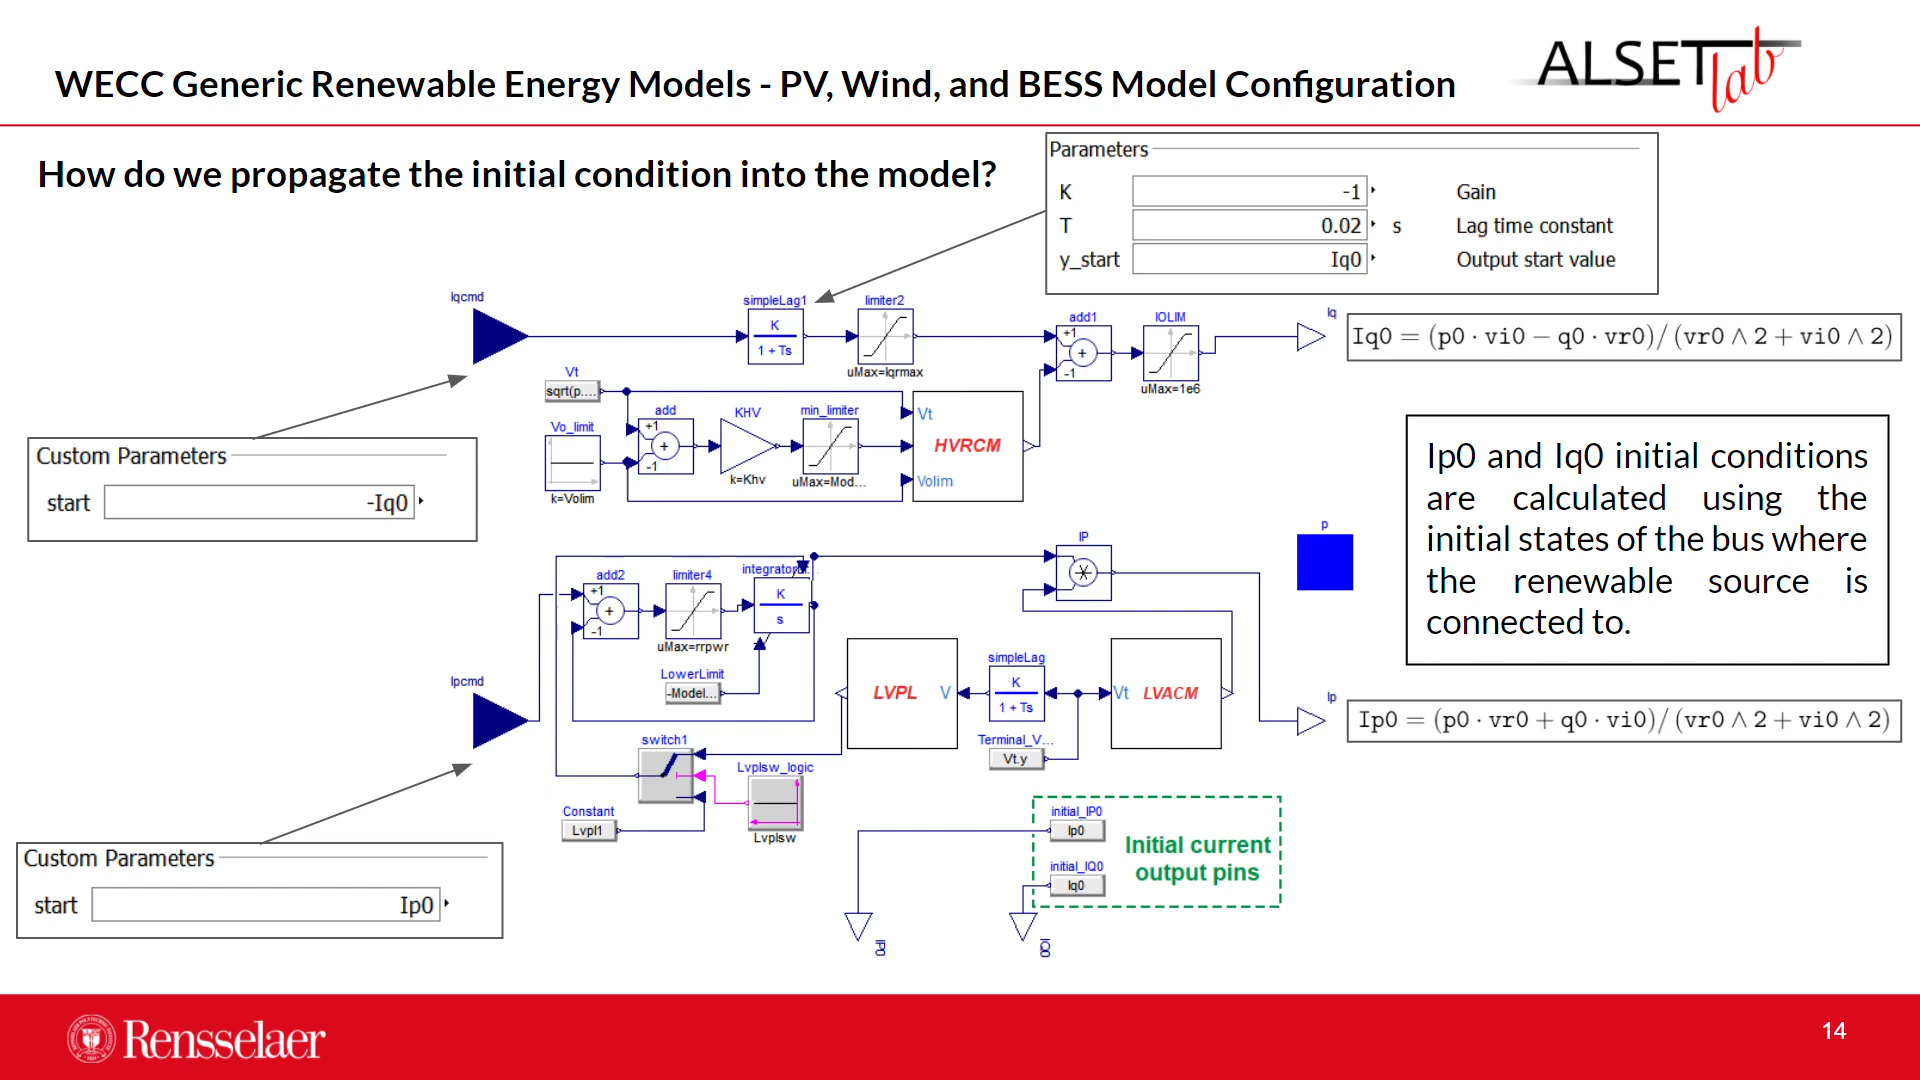 WECC Generic Renewable Energy Models - PV, Wind, and BESS Model Configuration
ALSET lab
How do we propagate the initial condition into the model?
Parameters
K -1 Gain
T 0.02 s Lag time constant
y_start Iq0 Output start value
Iqcmd
simpleLag1
K
1 + Ts
limiter2
uMax=Iqrmax
add1
+1
+
-1
IOLIM
uMax=1e6
Iq
Iq0 = (p0 · vi0 − q0 · vr0)/(vr0 ∧ 2 + vi0 ∧ 2)
Vt
sqrt(p....
Vo_limit
k=Volim
add
+1
+
-1
KHV
k=Khv
min_limiter
uMax=Mod...
Vt
HVRCM
Volim
Custom Parameters
start -Iq0
Ip0 and Iq0 initial conditions
are calculated using the
initial states of the bus where
the renewable source is
connected to.
p
IP
add2
+1
+
-1
limiter4
uMax=rrpwr
K
s
LowerLimit
-Model...
Ipcmd
LVPL V
simpleLag
K
1 + Ts
Vt LVACM
Terminal_V...
Vt.y
Ip
Ip0 = (p0 · vr0 + q0 · vi0)/(vr0 ∧ 2 + vi0 ∧ 2)
switch1
Lvplsw_logic
Lvplsw
Constant
Lvpl1
initial_IP0
Ip0
initial_IQ0
Iq0
Initial current
output pins
IP0
IQ0
Custom Parameters
start Ip0
Rensselaer
14